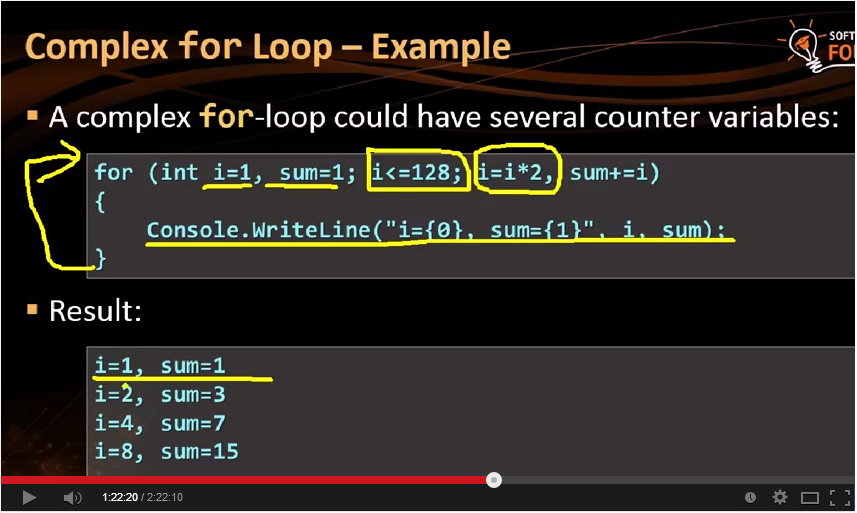 Complex for Loop – Example
SOFT
FO
▪ A complex for-loop could have several counter variables:
for (int i=1, sum=1; i<=128; i=i*2, sum+=i)
{
Console.WriteLine("i={0}, sum={1}", i, sum);
}
▪ Result:
i=1, sum=1
i=2, sum=3
i=4, sum=7
i=8, sum=15
1:22:20 / 2:22:10